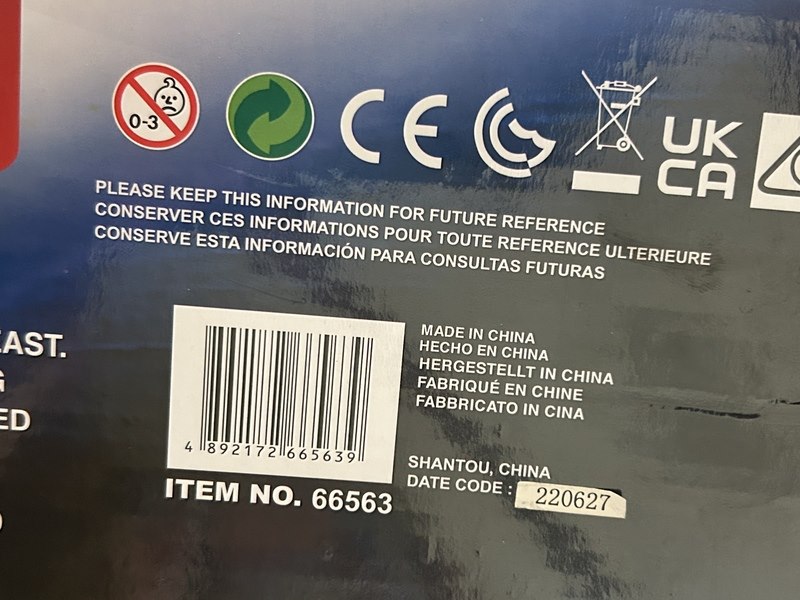 0-3
CE
UK
CA
PLEASE KEEP THIS INFORMATION FOR FUTURE REFERENCE
CONSERVER CES INFORMATIONS POUR TOUTE REFERENCE ULTERIEURE
CONSERVE ESTA INFORMACIÓN PARA CONSULTAS FUTURAS
AST.
G
ED
MADE IN CHINA
HECHO EN CHINA
HERGESTELLT IN CHINA
FABRIQUÉ EN CHINE
FABBRICATO IN CINA
4 892172 665639
ITEM NO. 66563
SHANTOU, CHINA
DATE CODE : 220627